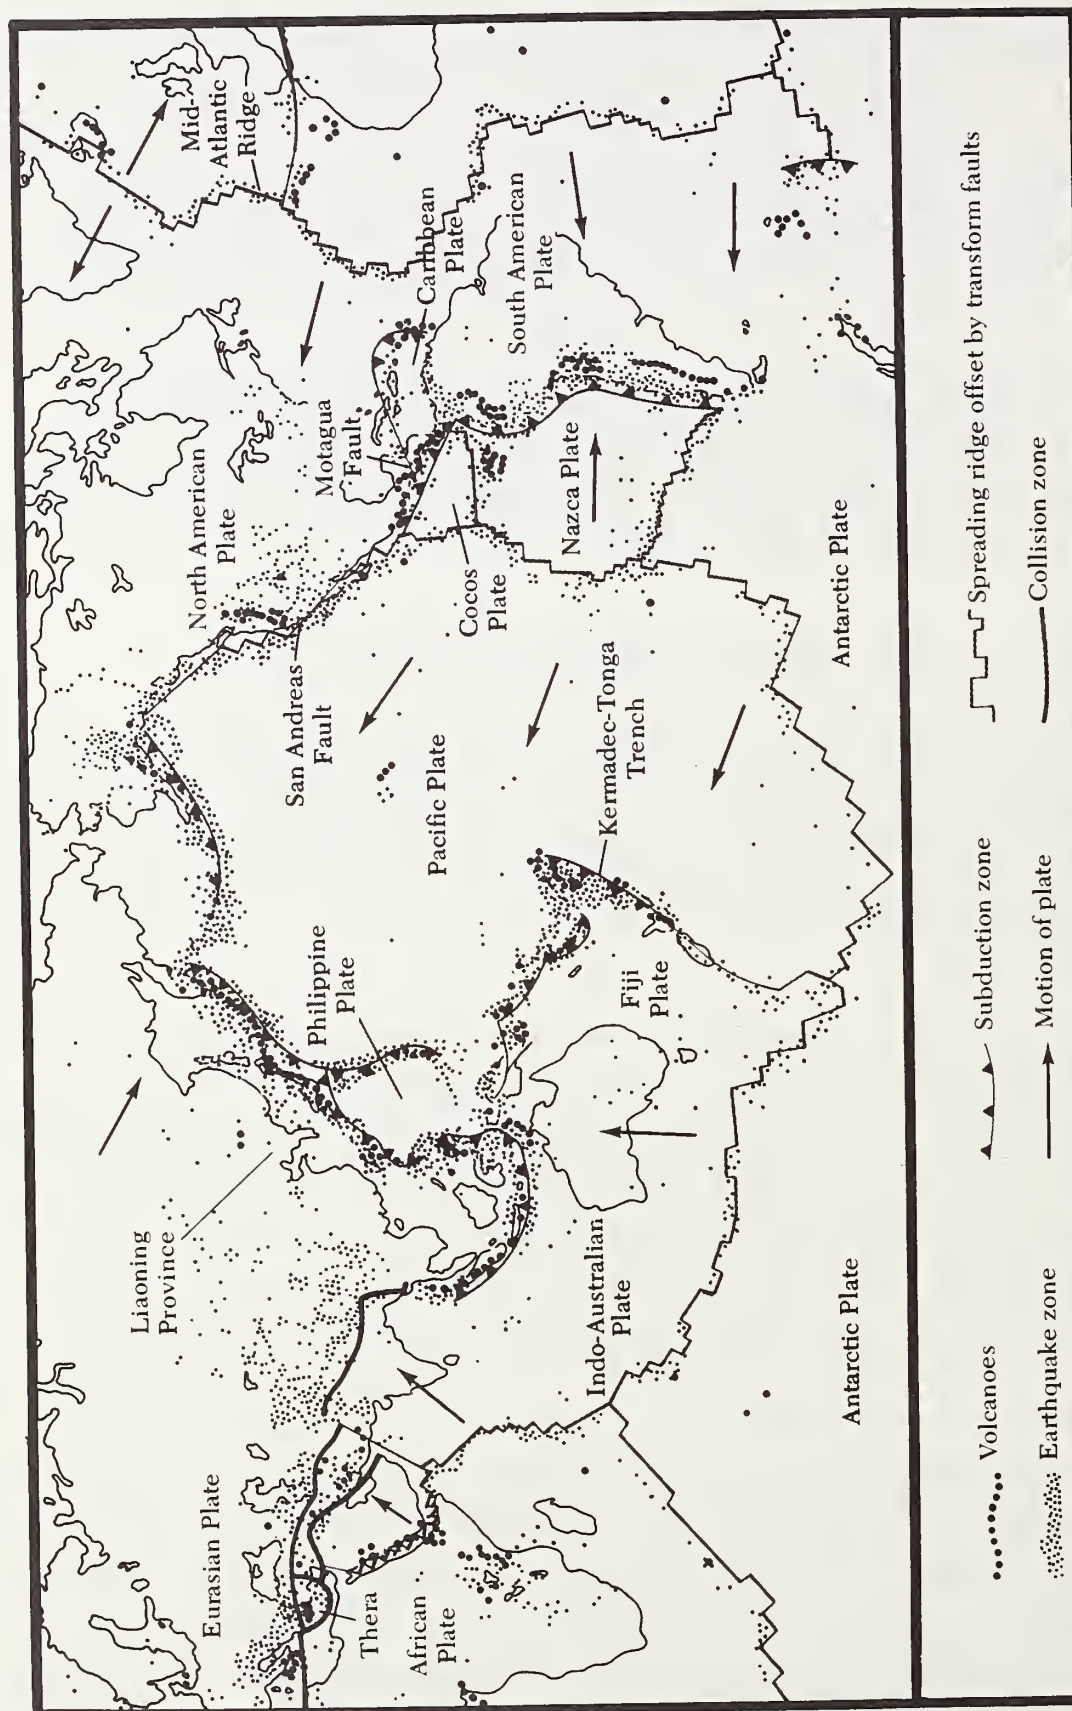 Eurasian Plate
Thera
African
Plate
Liaoning
Province
Indo-Australian
Plate
Antarctic Plate
Philippine
Plate
Fiji
Plate
Kermadec-Tonga
Trench
Pacific Plate
San Andreas
Fault
North American
Plate
Cocos
Plate
Nazca Plate
Antarctic Plate
Motagua
Fault
Caribbean
Plate
South American
Plate
Mid-
Atlantic
Ridge
Volcanoes
Earthquake zone
Subduction zone
Motion of plate
Spreading ridge offset by transform faults
Collision zone